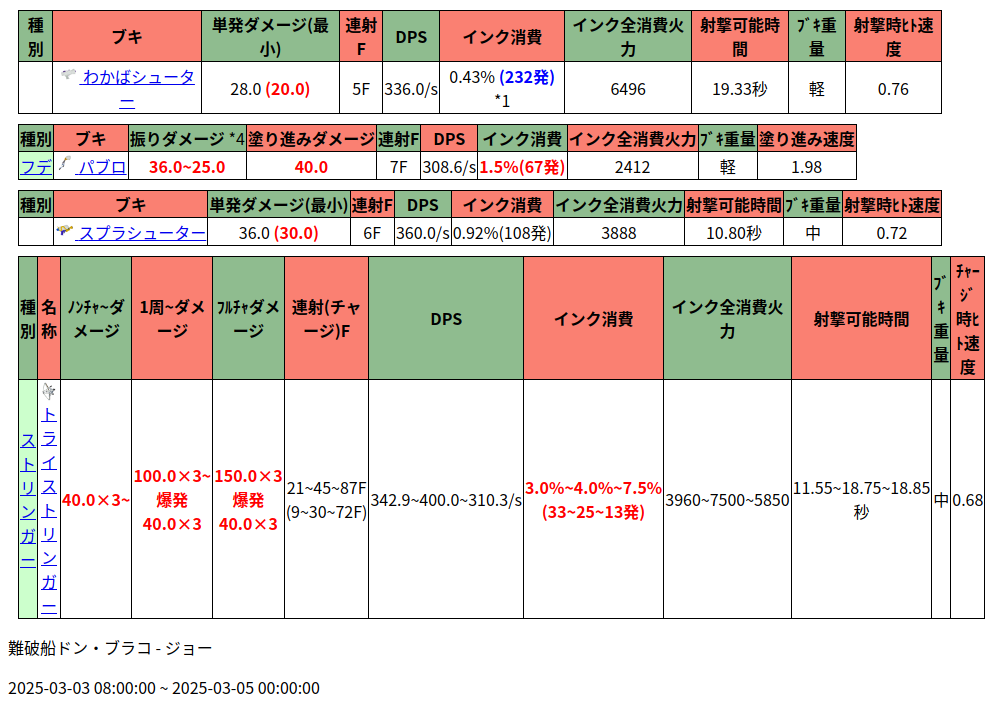 種別 ブキ 単発ダメージ(最小) 連射F DPS インク消費 インク全消費火力 射撃可能時間 ﾌﾞｷ重量 射撃時ﾋﾄ速度
わかばシューター 28.0 (20.0) 5F 336.0/s 0.43% (232発) *1 6496 19.33秒 軽 0.76
種別 ブキ 振りダメージ *4 塗り進みダメージ 連射F DPS インク消費 インク全消費火力 ﾌﾞｷ重量 塗り進み速度
フデ パブロ 36.0~25.0 40.0 7F 308.6/s 1.5%(67発) 2412 軽 1.98
種別 ブキ 単発ダメージ(最小) 連射F DPS インク消費 インク全消費火力 射撃可能時間 ﾌﾞｷ重量 射撃時ﾋﾄ速度
スプラシューター 36.0 (30.0) 6F 360.0/s 0.92%(108発) 3888 10.80秒 中 0.72
種別 名称 ﾉﾝﾁｬ~ダメージ 1周~ダメージ ﾌﾙﾁｬダメージ 連射(チャージ)F DPS インク消費 インク全消費火力 射撃可能時間 ﾌﾞｷ重量 ﾁｬｰｼﾞ時ﾋﾄ速度
ストリンガー トライストリンガー 40.0×3~ 100.0×3~爆発40.0×3 150.0×3爆発40.0×3 21~45~87F(9~30~72F) 342.9~400.0~310.3/s 3.0%~4.0%~7.5%(33~25~13発) 3960~7500~5850 11.55~18.75~18.85秒 中 0.68
難破船ドン・ブラコ - ジョー
2025-03-03 08:00:00 ~ 2025-03-05 00:00:00